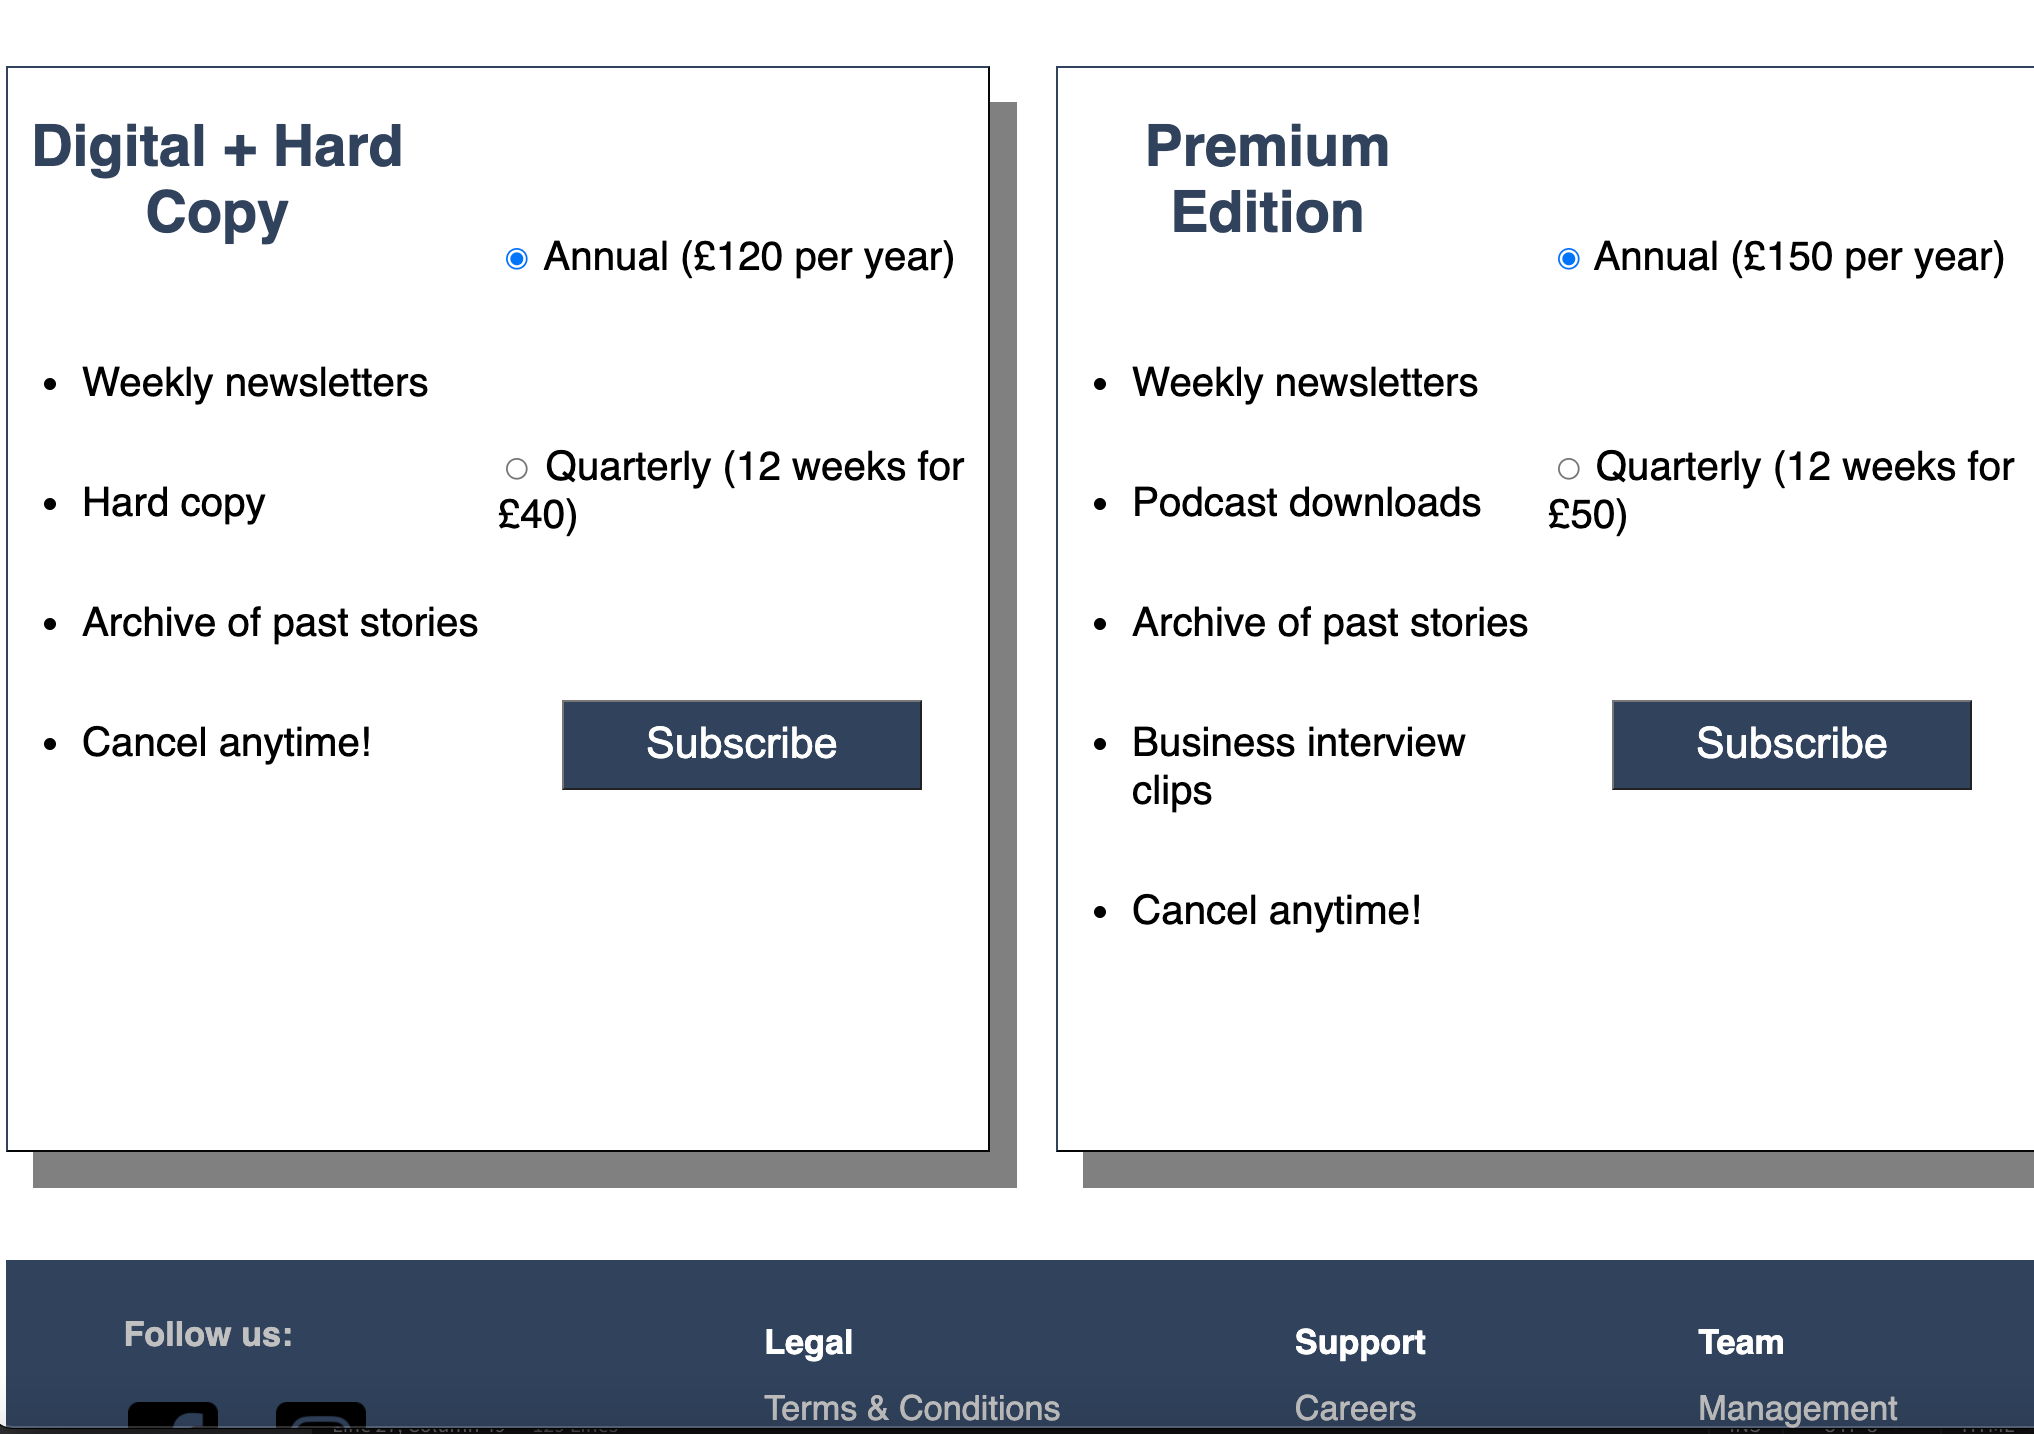 Digital + Hard
Copy
Annual (£120 per year)
Weekly newsletters
Quarterly (12 weeks for
£40)
Hard copy
Archive of past stories
Cancel anytime!
Subscribe
Premium
Edition
Annual (£150 per year)
Weekly newsletters
Quarterly (12 weeks for
£50)
Podcast downloads
Archive of past stories
Business interview
clips
Subscribe
Cancel anytime!
Follow us:
Legal
Terms & Conditions
Support
Careers
Team
Management